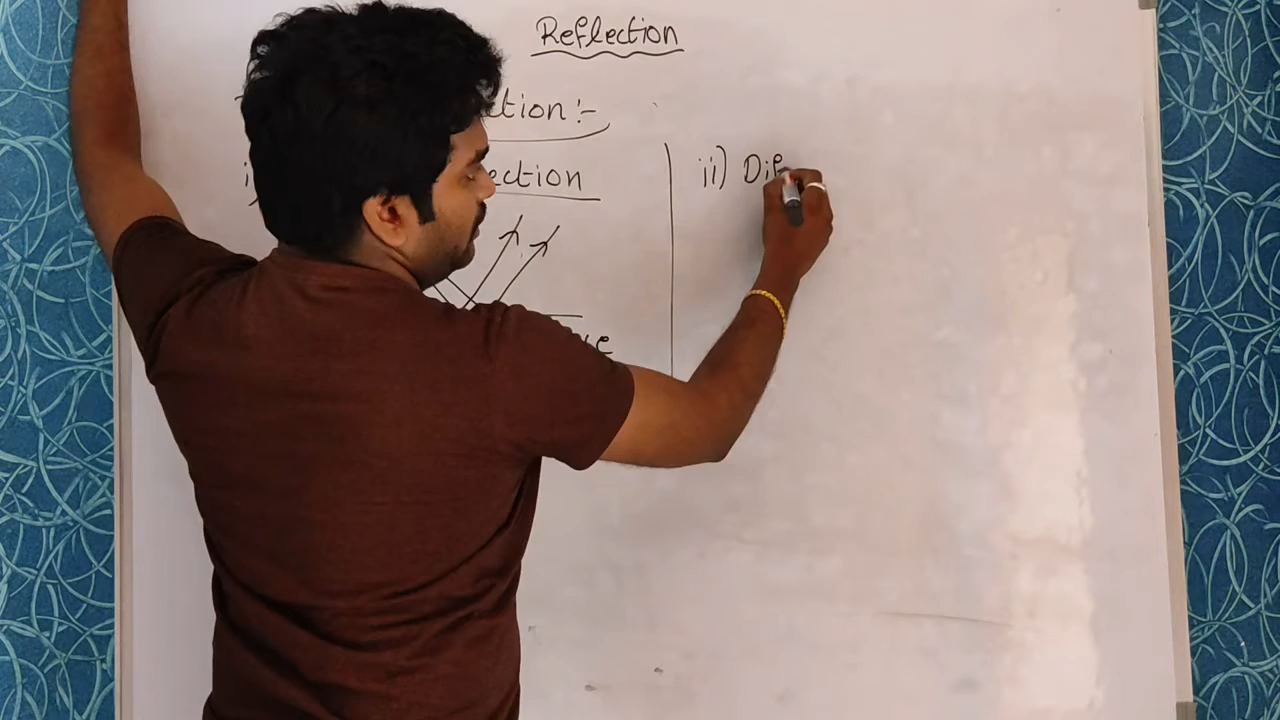 Reflection
ction :-
i)
ection
ii) Dif